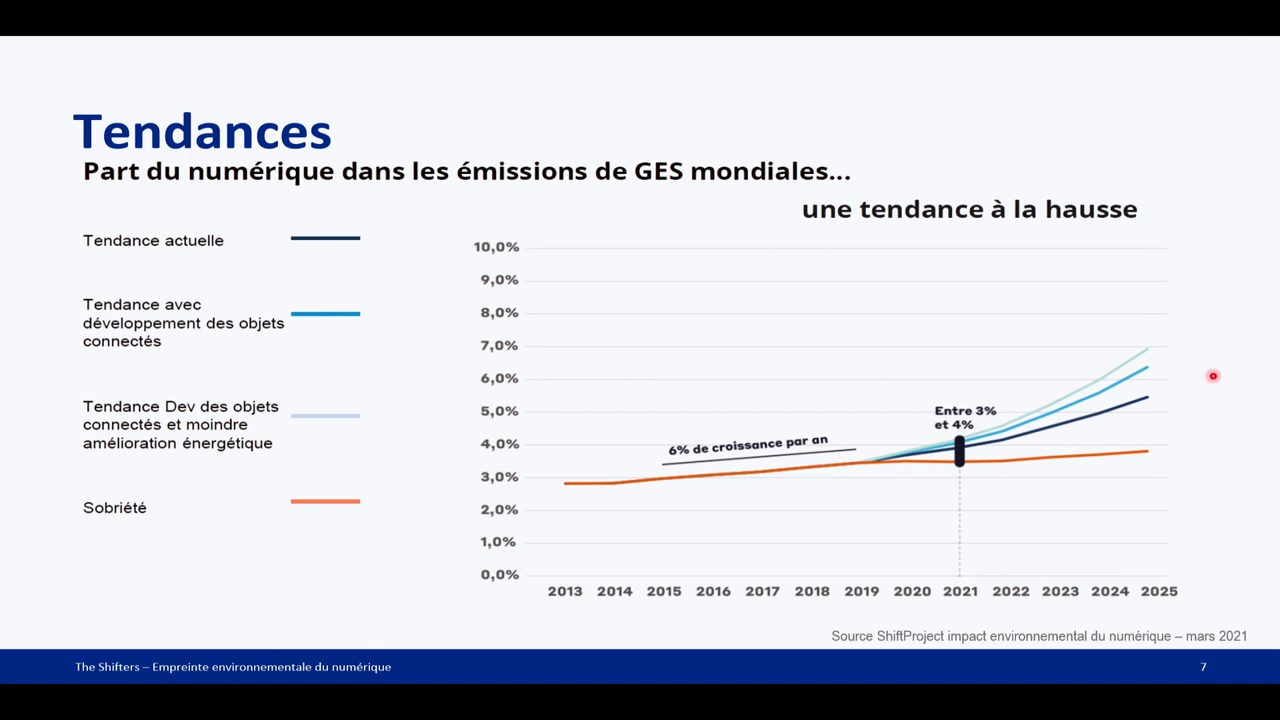 Tendances
Part du numérique dans les émissions de GES mondiales...
une tendance à la hausse
Tendance actuelle
Tendance avec
développement des objets
connectés
Tendance Dev des objets
connectés et moindre
amélioration énergétique
Sobriété
10,0%
9,0%
8,0%
7,0%
6,0%
5,0%
4,0%
3,0%
2,0%
1,0%
0,0%
6% de croissance par an
Entre 3%
et 4%
2013 2014 2015 2016 2017 2018 2019 2020 2021 2022 2023 2024 2025
Source ShiftProject impact environnemental du numérique – mars 2021
The Shifters – Empreinte environnementale du numérique
7